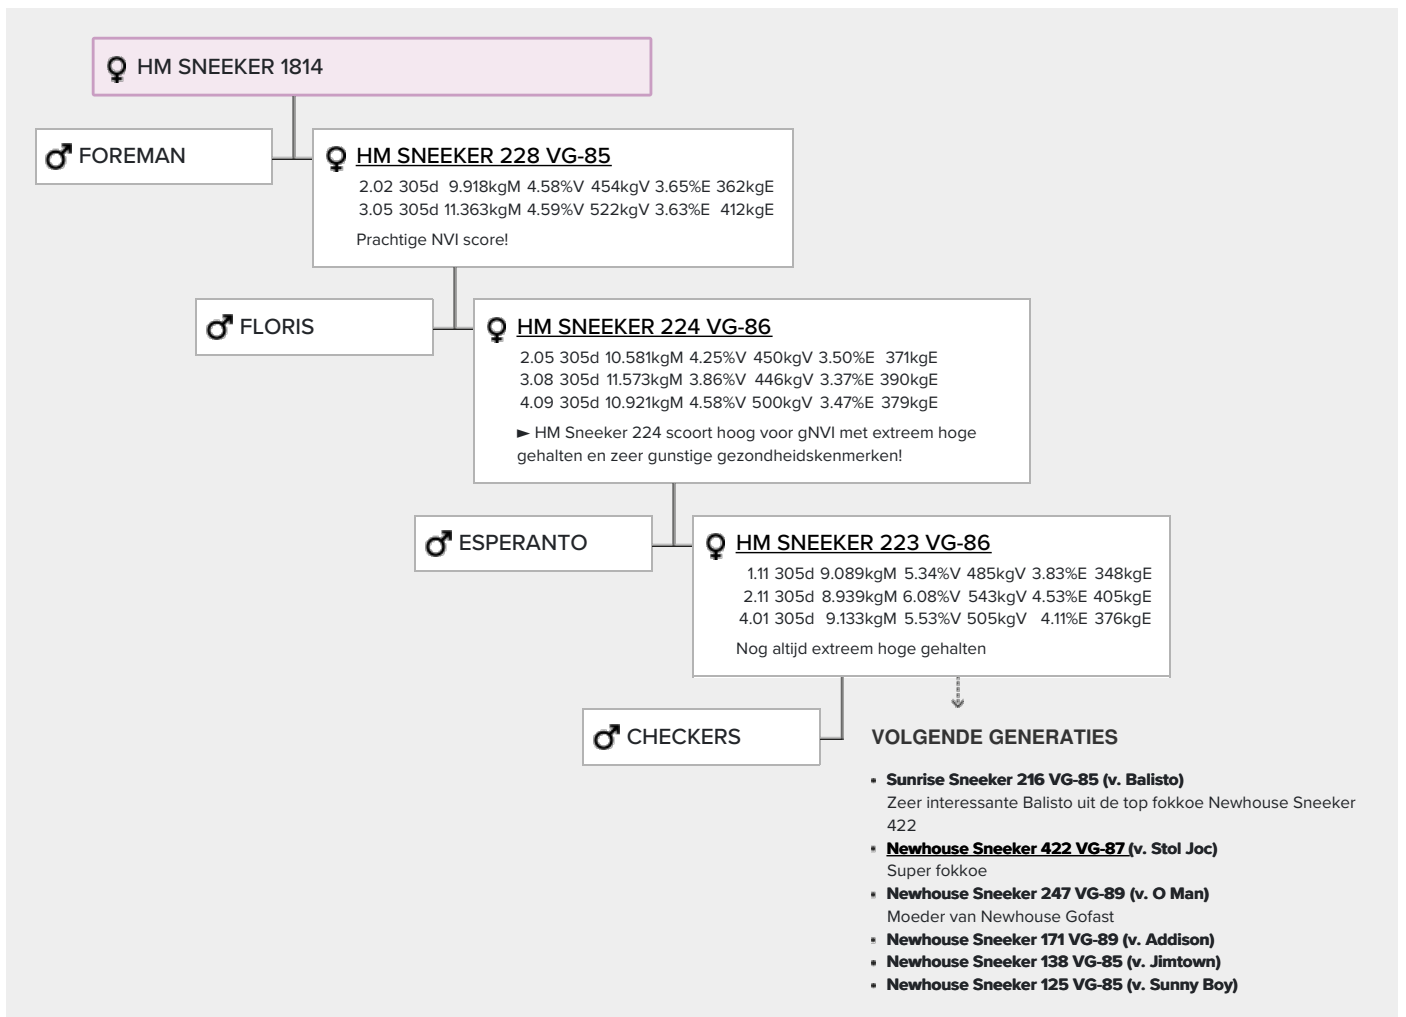 HM SNEEKER 1814
FOREMAN
HM SNEEKER 228 VG-85
2.02 305d 9.918kgM 4.58%V 454kgV 3.65%E 362kgE
3.05 305d 11.363kgM 4.59%V 522kgV 3.63%E 412kgE
Prachtige NVI score!
FLORIS
HM SNEEKER 224 VG-86
2.05 305d 10.581kgM 4.25%V 450kgV 3.50%E 371kgE
3.08 305d 11.573kgM 3.86%V 446kgV 3.37%E 390kgE
4.09 305d 10.921kgM 4.58%V 500kgV 3.47%E 379kgE
► HM Sneeker 224 scoort hoog voor gNVI met extreem hoge
gehalten en zeer gunstige gezondheidskenmerken!
ESPERANTO
HM SNEEKER 223 VG-86
1.11 305d 9.089kgM 5.34%V 485kgV 3.83%E 348kgE
2.11 305d 8.939kgM 6.08%V 543kgV 4.53%E 405kgE
4.01 305d 9.133kgM 5.53%V 505kgV 4.11%E 376kgE
Nog altijd extreem hoge gehalten
CHECKERS
VOLGENDE GENERATIES
Sunrise Sneeker 216 VG-85 (v. Balisto)
Zeer interessante Balisto uit de top fokkoe Newhouse Sneeker
422
Newhouse Sneeker 422 VG-87 (v. Stol Joc)
Super fokkoe
Newhouse Sneeker 247 VG-89 (v. O Man)
Moeder van Newhouse Gofast
Newhouse Sneeker 171 VG-89 (v. Addison)
Newhouse Sneeker 138 VG-85 (v. Jimtown)
Newhouse Sneeker 125 VG-85 (v. Sunny Boy)